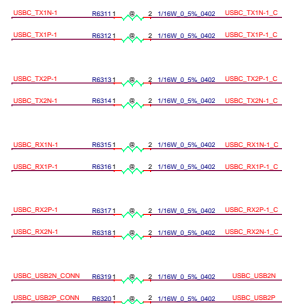 USBC_TX1N-1 R6311 1 @ 2 1/16W_0_5%_0402 USBC_TX1N-1_C
USBC_TX1P-1 R6312 1 @ 2 1/16W_0_5%_0402 USBC_TX1P-1_C
USBC_TX2P-1 R6313 1 @ 2 1/16W_0_5%_0402 USBC_TX2P-1_C
USBC_TX2N-1 R6314 1 @ 2 1/16W_0_5%_0402 USBC_TX2N-1_C
USBC_RX1N-1 R6315 1 @ 2 1/16W_0_5%_0402 USBC_RX1N-1_C
USBC_RX1P-1 R6316 1 @ 2 1/16W_0_5%_0402 USBC_RX1P-1_C
USBC_RX2P-1 R6317 1 @ 2 1/16W_0_5%_0402 USBC_RX2P-1_C
USBC_RX2N-1 R6318 1 @ 2 1/16W_0_5%_0402 USBC_RX2N-1_C
USBC_USB2N_CONN R6319 1 @ 2 1/16W_0_5%_0402 USBC_USB2N
USBC_USB2P_CONN R6320 1 @ 2 1/16W_0_5%_0402 USBC_USB2P